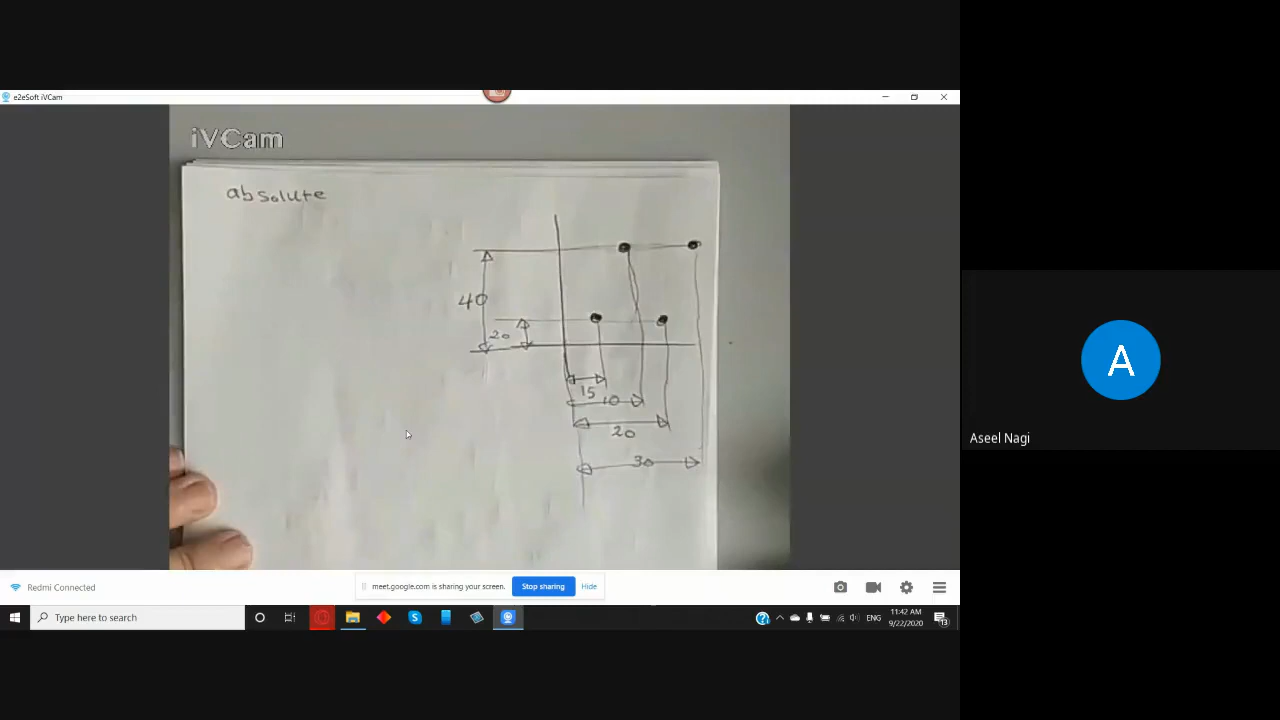 e2eSoft iVCam
iVCam
absolute
40
20
15
10
20
30
A
Aseel Nagi
Redmi Connected
meet.google.com is sharing your screen.
Stop sharing
Hide
Type here to search
ENG
11:42 AM
9/22/2020